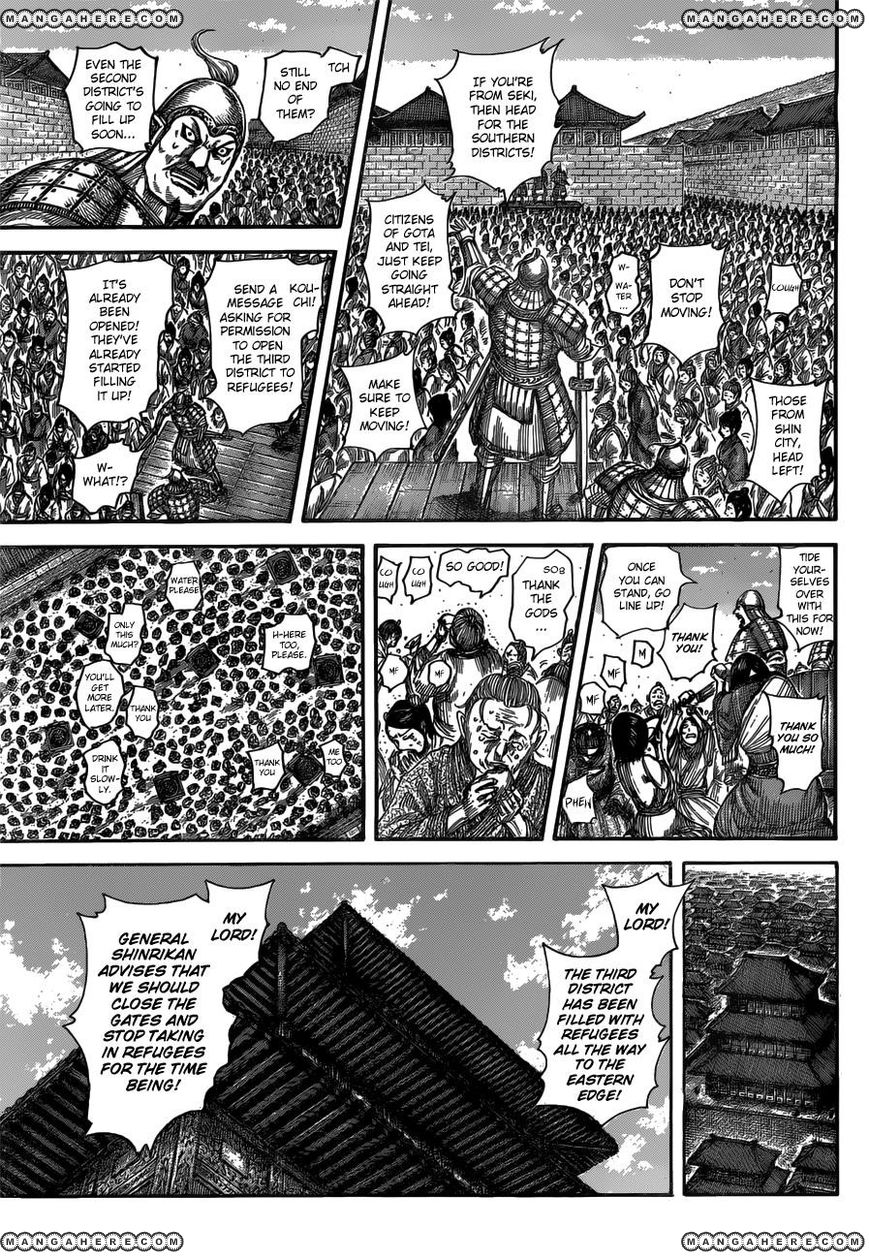 MANGAHERE.COM
MANGAHERE.COM
IF YOU'RE
FROM SEKI,
THEN HEAD
FOR THE
SOUTHERN
DISTRICTS!
CITIZENS
OF GOTA
AND TEI,
JUST KEEP
GOING
STRAIGHT
AHEAD!
W-
WA-
TER
...
DON'T
STOP
MOVING!
COUGH
MAKE
SURE TO
KEEP
MOVING!
THOSE
FROM
SHIN
CITY,
HEAD
LEFT!
TCH
STILL
NO END
OF
THEM?
EVEN THE
SECOND
DISTRICT'S
GOING TO
FILL UP
SOON...
KOU-
CHI!
SEND A
MESSAGE
ASKING FOR
PERMISSION
TO OPEN
THE THIRD
DISTRICT TO
REFUGEES!
IT'S
ALREADY
BEEN
OPENED!
THEY'VE
ALREADY
STARTED
FILLING
IT UP!
W-
WHAT!?
TIDE
YOUR-
SELVES
OVER
WITH
THIS FOR
NOW!
ONCE
YOU CAN
STAND, GO
LINE UP!
THANK
YOU!
M
MF
MF
THANK
YOU SO
MUCH!
PHEW
SOB
THANK
THE
GODS
...
SO GOOD!
CO
UGH
CO
UGH
MF
MF
WATER
PLEASE
ONLY
THIS
MUCH?
H-HERE
TOO,
PLEASE.
YOU'LL
GET
MORE
LATER.
THANK
YOU
DRINK
IT
SLOW-
LY.
THANK
YOU
ME
TOO
MY
LORD!
THE THIRD
DISTRICT
HAS BEEN
FILLED WITH
REFUGEES
ALL THE WAY
TO THE
EASTERN
EDGE!
MY
LORD!
GENERAL
SHINRIKAN
ADVISES THAT
WE SHOULD
CLOSE THE
GATES AND
STOP TAKING
IN REFUGEES
FOR THE TIME
BEING!
MANGAHERE.COM
MANGAHERE.COM